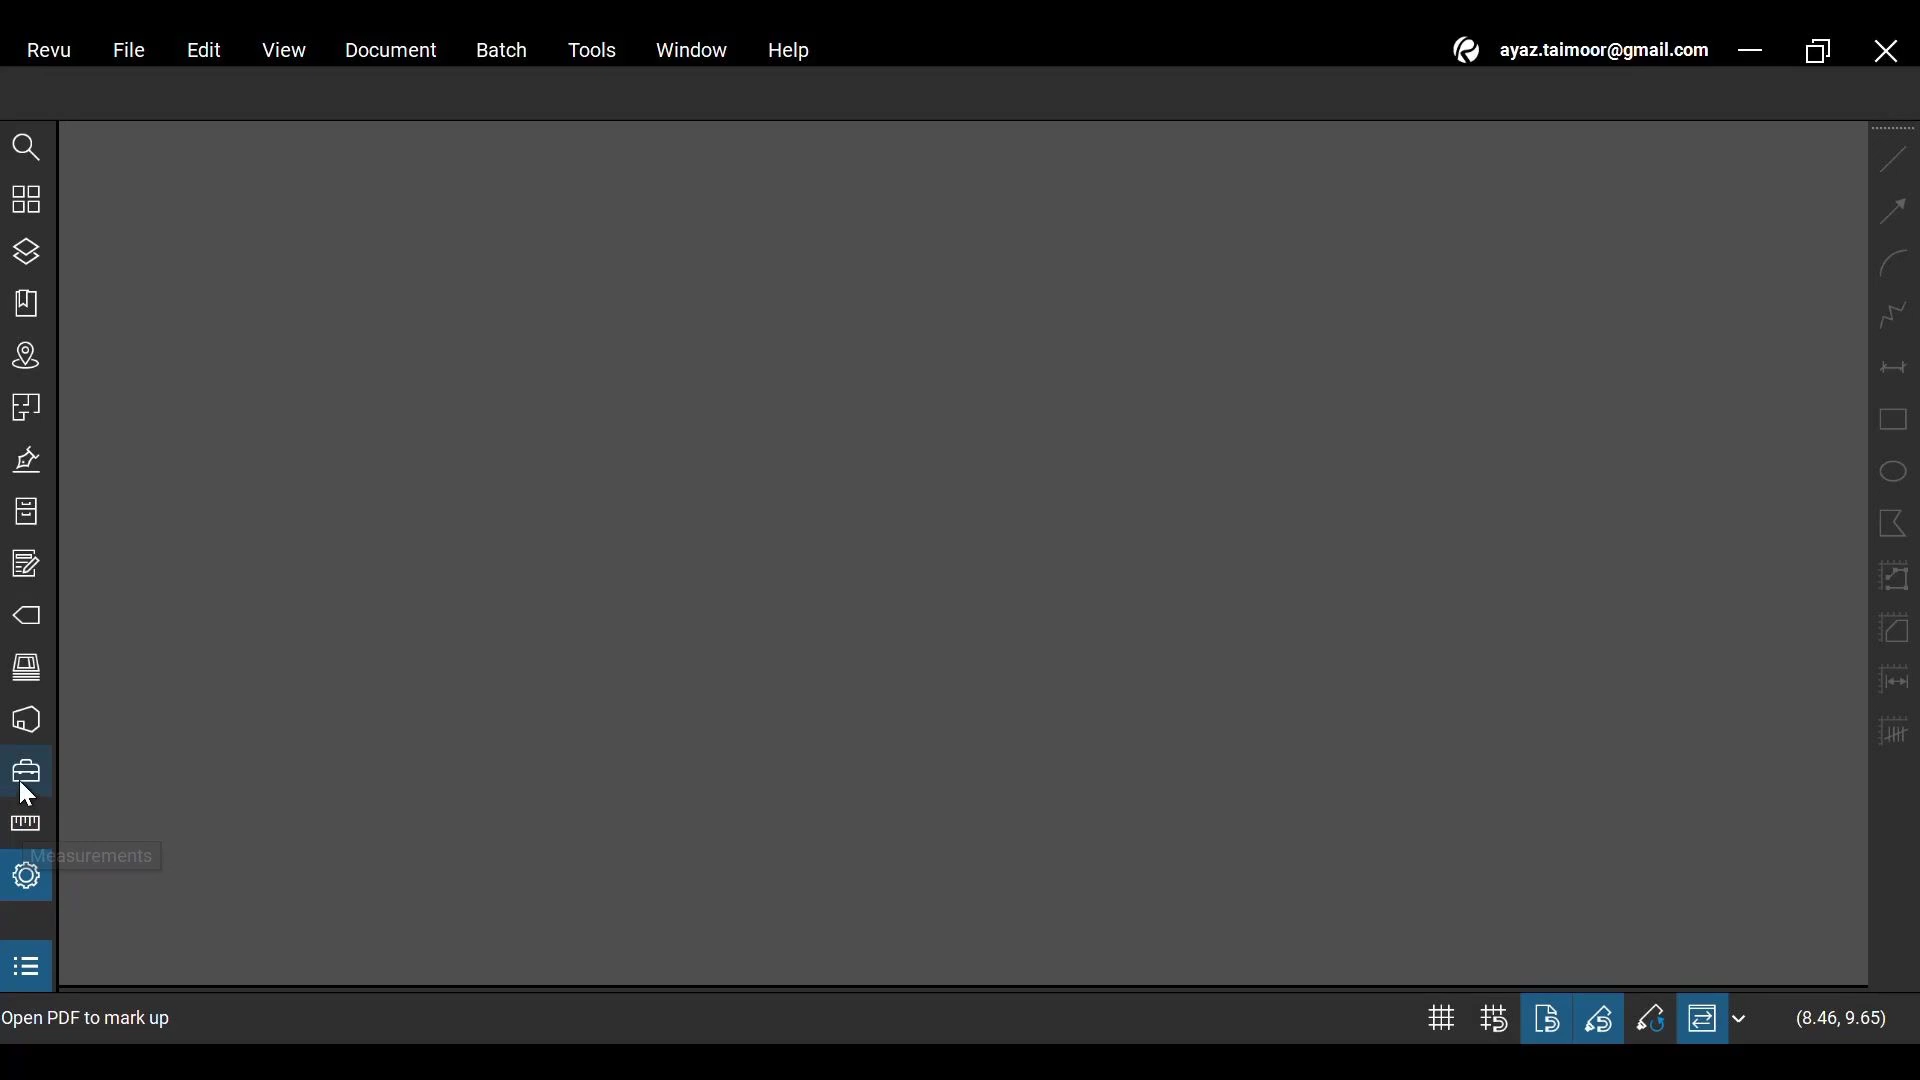 Revu File Edit View Document Batch Tools Window Help ayaz.taimoor@gmail.com
Measurements
Open PDF to mark up (8.46, 9.65)